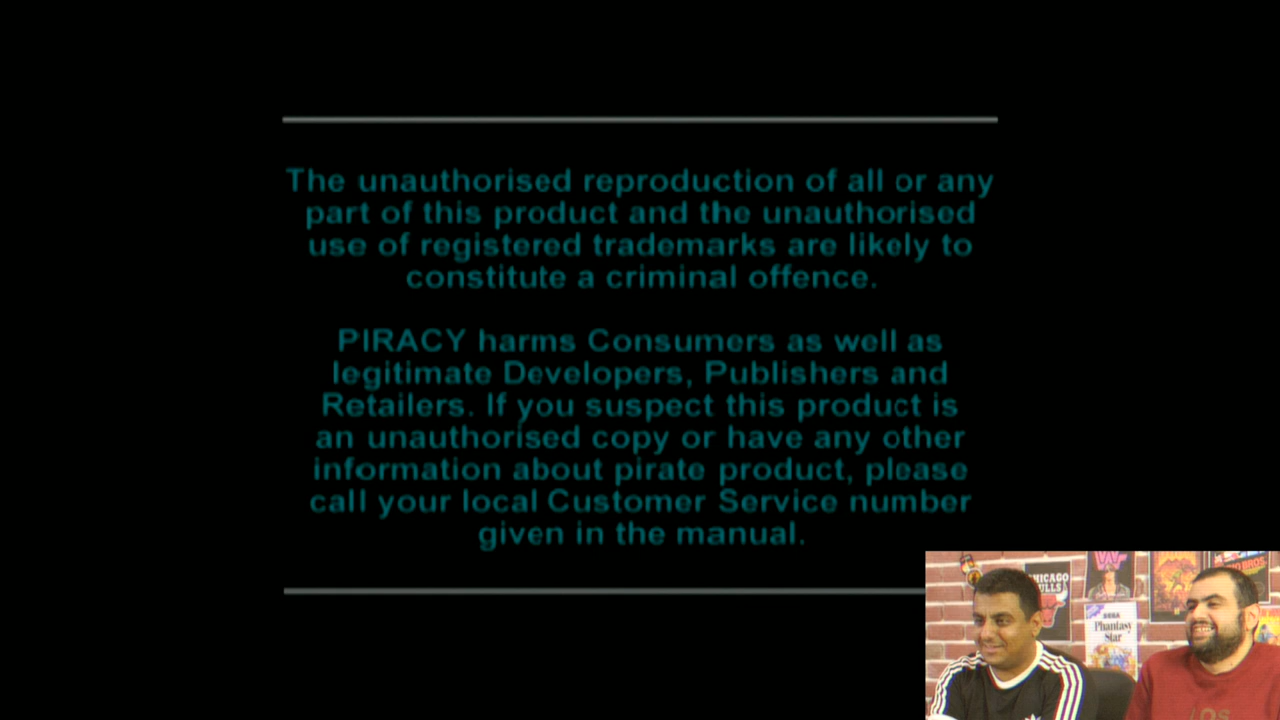 The unauthorised reproduction of all or any
part of this product and the unauthorised
use of registered trademarks are likely to
constitute a criminal offence.
PIRACY harms Consumers as well as
legitimate Developers, Publishers and
Retailers. If you suspect this product is
an unauthorised copy or have any other
information about pirate product, please
call your local Customer Service number
given in the manual.
CHICAGO
BULLS
SEGA
Phantasy
Star